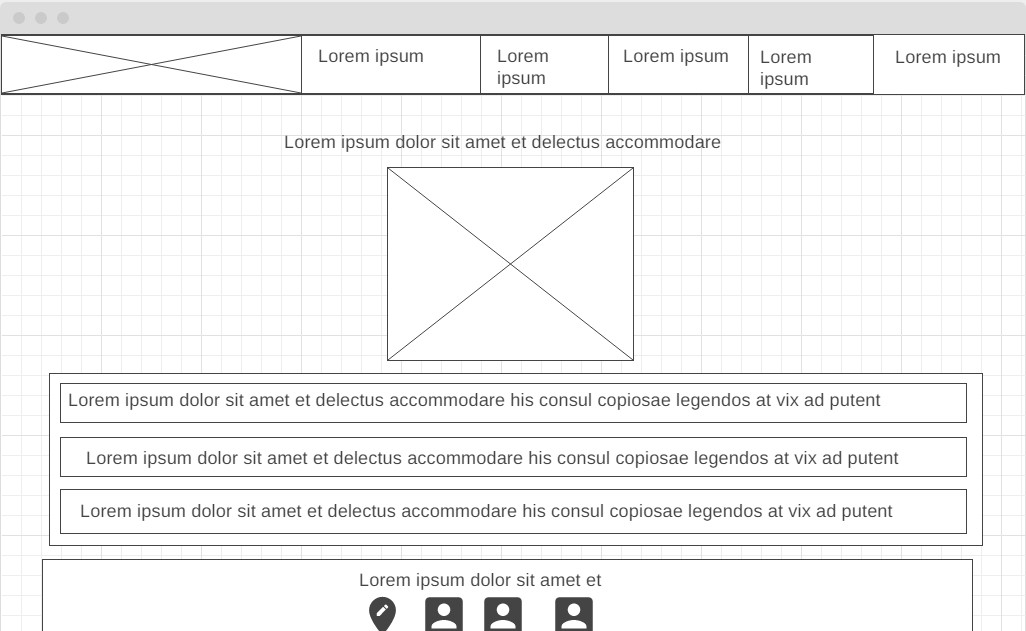 Lorem ipsum
Lorem
ipsum
Lorem ipsum
Lorem
ipsum
Lorem ipsum
Lorem ipsum dolor sit amet et delectus accommodare
Lorem ipsum dolor sit amet et delectus accommodare his consul copiosae legendos at vix ad putent
Lorem ipsum dolor sit amet et delectus accommodare his consul copiosae legendos at vix ad putent
Lorem ipsum dolor sit amet et delectus accommodare his consul copiosae legendos at vix ad putent
Lorem ipsum dolor sit amet et